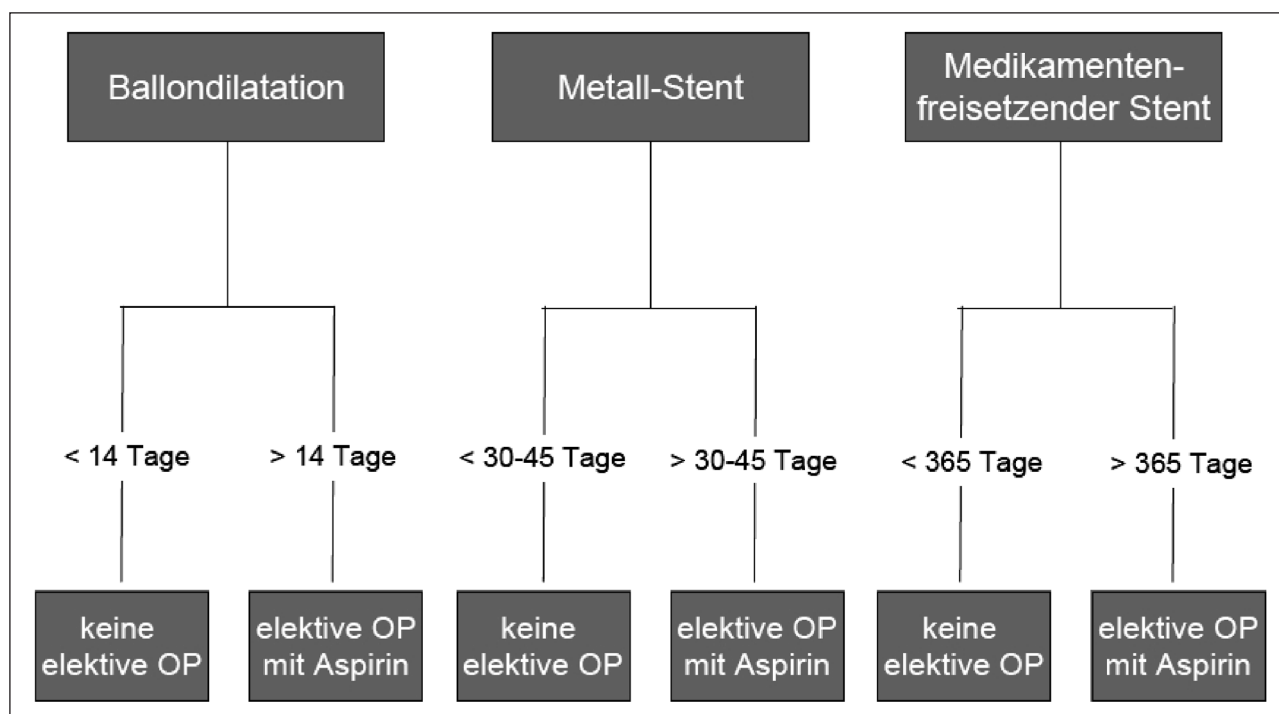 Ballondilatation
Metall-Stent
Medikamenten-
freisetzender Stent
< 14 Tage
> 14 Tage
< 30-45 Tage
> 30-45 Tage
< 365 Tage
> 365 Tage
keine
elektive OP
elektive OP
mit Aspirin
keine
elektive OP
elektive OP
mit Aspirin
keine
elektive OP
elektive OP
mit Aspirin